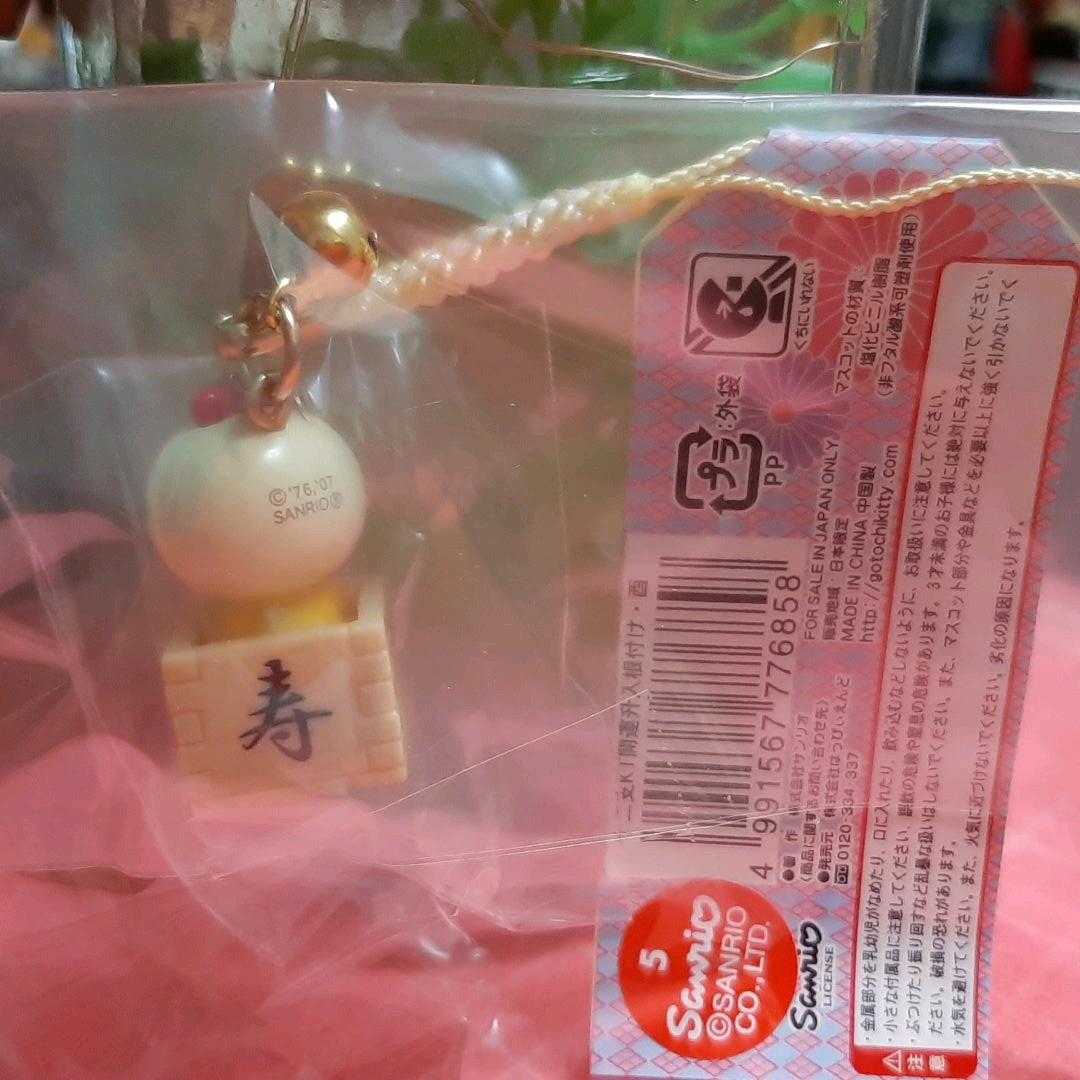 ©'76,'07
SANRIO®
寿
くちにいれない
マスコットの材質:
塩化ビニル樹脂
(非フタル酸系可塑剤使用)
プラ
:外袋
PP
FOR SALE IN JAPAN ONLY
販売地域：日本限定
MADE IN CHINA 中国製
http://gotochikitty.com
開運升入根付け・酉
4991567776858
●著 作 株式会社サンリオ
(商品に関するお問い合わせ先)
●発売元 株式会社はっぴいえんど
0120-334-337
5
Sanrio
©SANRIO
CO.,LTD.
Sanrio
LICENSE
注意
・金属部分を乳幼児がなめたり、口に入れたり、飲み込むなどしないように、お取扱いに注意してください。
・小さな付属品に注意してください。誤飲の危険や窒息の危険があります。3才未満のお子様には絶対に与えないでください。
・ぶつけたり振り回すなど乱暴な扱いはしないでください。また、マスコット部分や金具などを必要以上に強く引かないでく
ださい。破損の恐れがあります。
・水気を避けてください。また、火気に近づけないでください。劣化の原因になります。